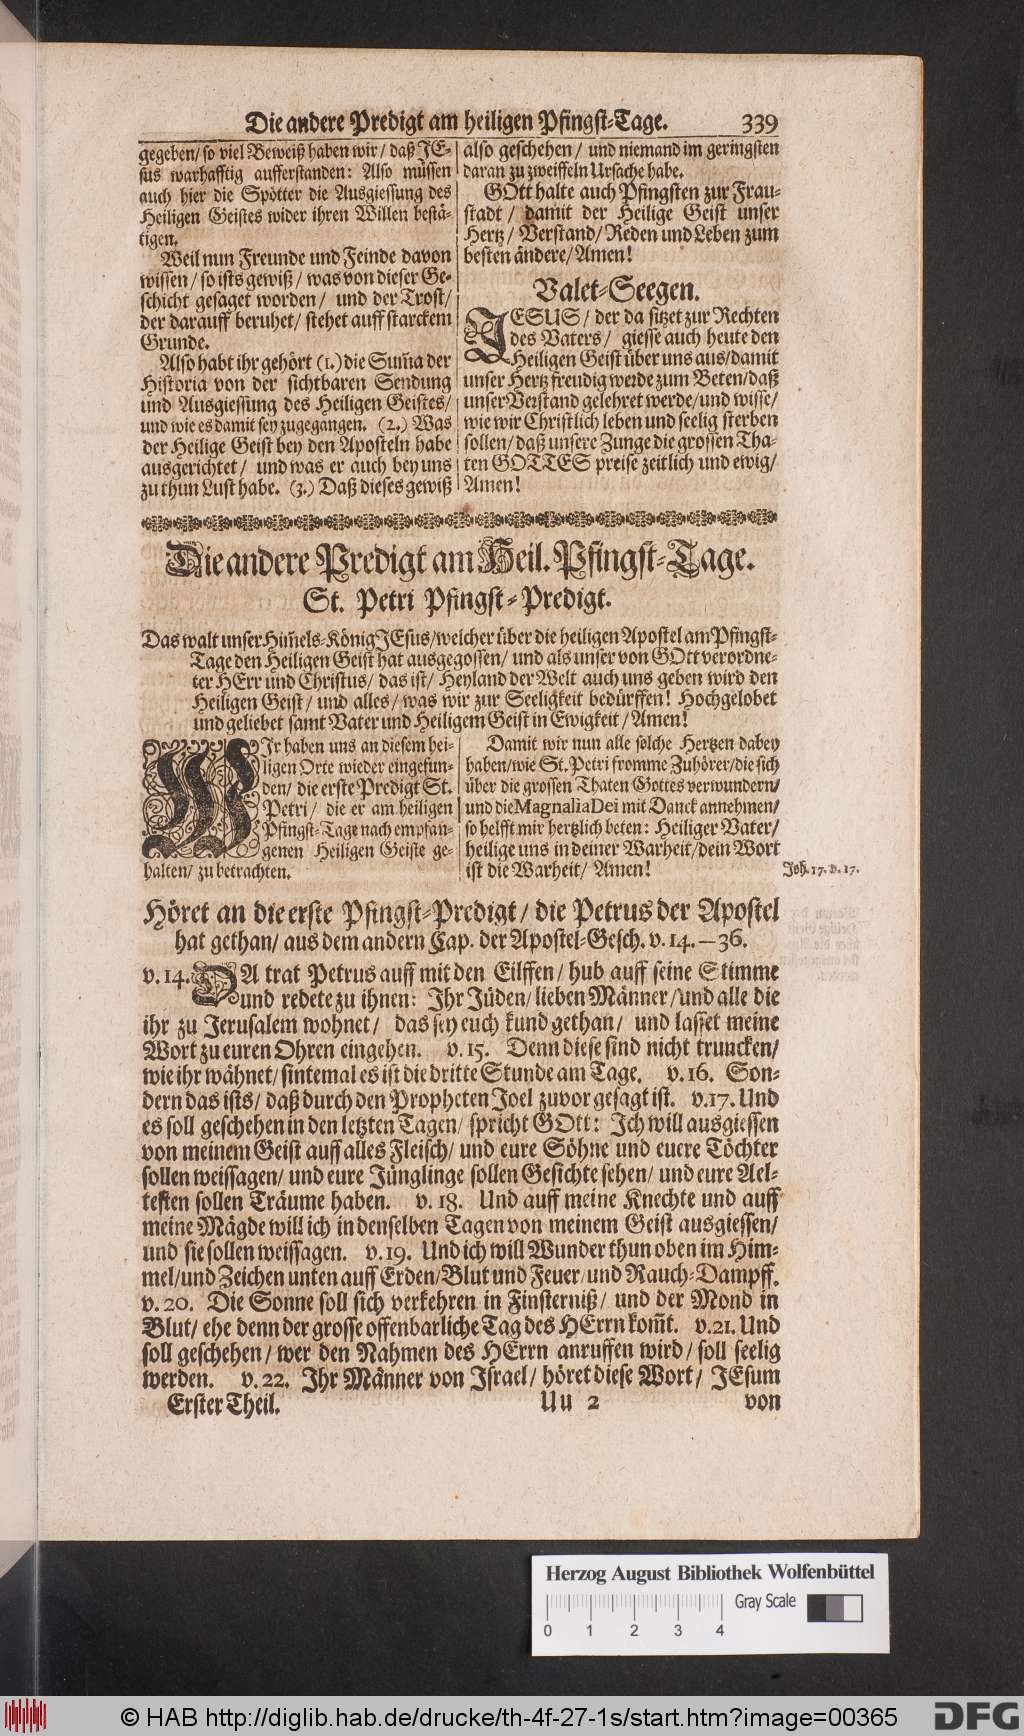 Die andere Predigt am heiligen Pfingst-Tage. 339
gegeben/ so viel Beweiß haben wir/ daß JE-
sus warhafftig aufferstanden: Also müssen
auch hier die Spötter die Ausgiessung des
Heiligen Geistes wider ihren Willen bestä-
tigen.
Weil nun Freunde und Feinde davon
wissen/ so ists gewiß/ was von dieser Ge-
schicht gesaget worden/ und der Trost/
der darauff beruhet/ stehet auff starckem
Grunde.
Also habt ihr gehört (1.) die Sum̃a der
Historia von der sichtbaren Sendung
und Ausgiessung des Heiligen Geistes/
und wie es damit sey zugegangen. (2.) Was
der Heilige Geist bey den Aposteln habe
ausgerichtet/ und was er auch bey uns
zu thun Lust habe. (3.) Daß dieses gewiß
also geschehen/ und niemand im geringsten
daran zu zweiffeln Ursache habe.
GOtt halte auch Pfingsten zur Frau-
stadt/ damit der Heilige Geist unser
Hertz/ Verstand/ Reden und Leben zum
besten ändere/ Amen!
Valet-Seegen.
JESUS/ der da sitzet zur Rechten
des Vaters/ giesse auch heute den
Heiligen Geist über uns aus/ damit
unser Hertz freudig werde zum Beten/ daß
unser Verstand gelehret werde/ und wisse/
wie wir Christlich leben und seelig sterben
sollen/ daß unsere Zunge die grossen Tha-
ten GOTTES preise zeitlich und ewig/
Amen!
Die andere Predigt am Heil. Pfingst-Tage.
St. Petri Pfingst-Predigt.
Das walt unser Him̃els-König JEsus/ welcher über die heiligen Apostel am Pfingst-
Tage den Heiligen Geist hat ausgegossen/ und als unser von GOtt verordne-
ter HErr und Christus/ das ist/ Heyland der Welt auch uns geben wird den
Heiligen Geist/ und alles/ was wir zur Seeligkeit bedürffen! Hochgelobet
und geliebet samt Vater und Heiligem Geist in Ewigkeit/ Amen!
WIr haben uns an diesem hei-
ligen Orte wieder eingefun-
den/ die erste Predigt St.
Petri/ die er am heiligen
Pfingst-Tage nach empfan-
genen Heiligen Geiste ge-
halten/ zu betrachten.
Damit wir nun alle solche Hertzen dabey
haben/ wie St. Petri fromme Zuhörer/ die sich
über die grossen Thaten Gottes verwundern/
und die Magnalia Dei mit Danck annehmen/
so helfft mir hertzlich beten: Heiliger Vater/
heilige uns in deiner Warheit/ dein Wort
ist die Warheit/ Amen!
Joh. 17. v. 17.
Höret an die erste Pfingst-Predigt/ die Petrus der Apostel
hat gethan/ aus dem andern Cap. der Apostel-Gesch. v. 14.—36.
v. 14. DA trat Petrus auff mit den Eilffen/ hub auff seine Stimme
und redete zu ihnen: Ihr Jüden/ lieben Männer/ und alle die
ihr zu Jerusalem wohnet/ das sey euch kund gethan/ und lasset meine
Wort zu euren Ohren eingehen. v. 15. Denn diese sind nicht truncken/
wie ihr wähnet/ sintemal es ist die dritte Stunde am Tage. v. 16. Son-
dern das ists/ daß durch den Propheten Joel zuvor gesagt ist. v. 17. Und
es soll geschehen in den letzten Tagen/ spricht GOtt: Ich will ausgiessen
von meinem Geist auff alles Fleisch/ und eure Söhne und euere Töchter
sollen weissagen/ und eure Jünglinge sollen Gesichte sehen/ und eure Ael-
testen sollen Träume haben. v. 18. Und auff meine Knechte und auff
meine Mägde will ich in denselben Tagen von meinem Geist ausgiessen/
und sie sollen weissagen. v. 19. Und ich will Wunder thun oben im Him-
mel/ und Zeichen unten auff Erden/ Blut und Feuer/ und Rauch-Dampff.
v. 20. Die Sonne soll sich verkehren in Finsterniß/ und der Mond in
Blut/ ehe denn der grosse offenbarliche Tag des HErrn kom̃t. v. 21. Und
soll geschehen/ wer den Nahmen des HErrn anruffen wird/ soll seelig
werden. v. 22. Ihr Männer von Israel/ höret diese Wort/ JEsum
Erster Theil. Uu 2 von
Herzog August Bibliothek Wolfenbüttel
Gray Scale
0 1 2 3 4
© HAB http://diglib.hab.de/drucke/th-4f-27-1s/start.htm?image=00365
DFG